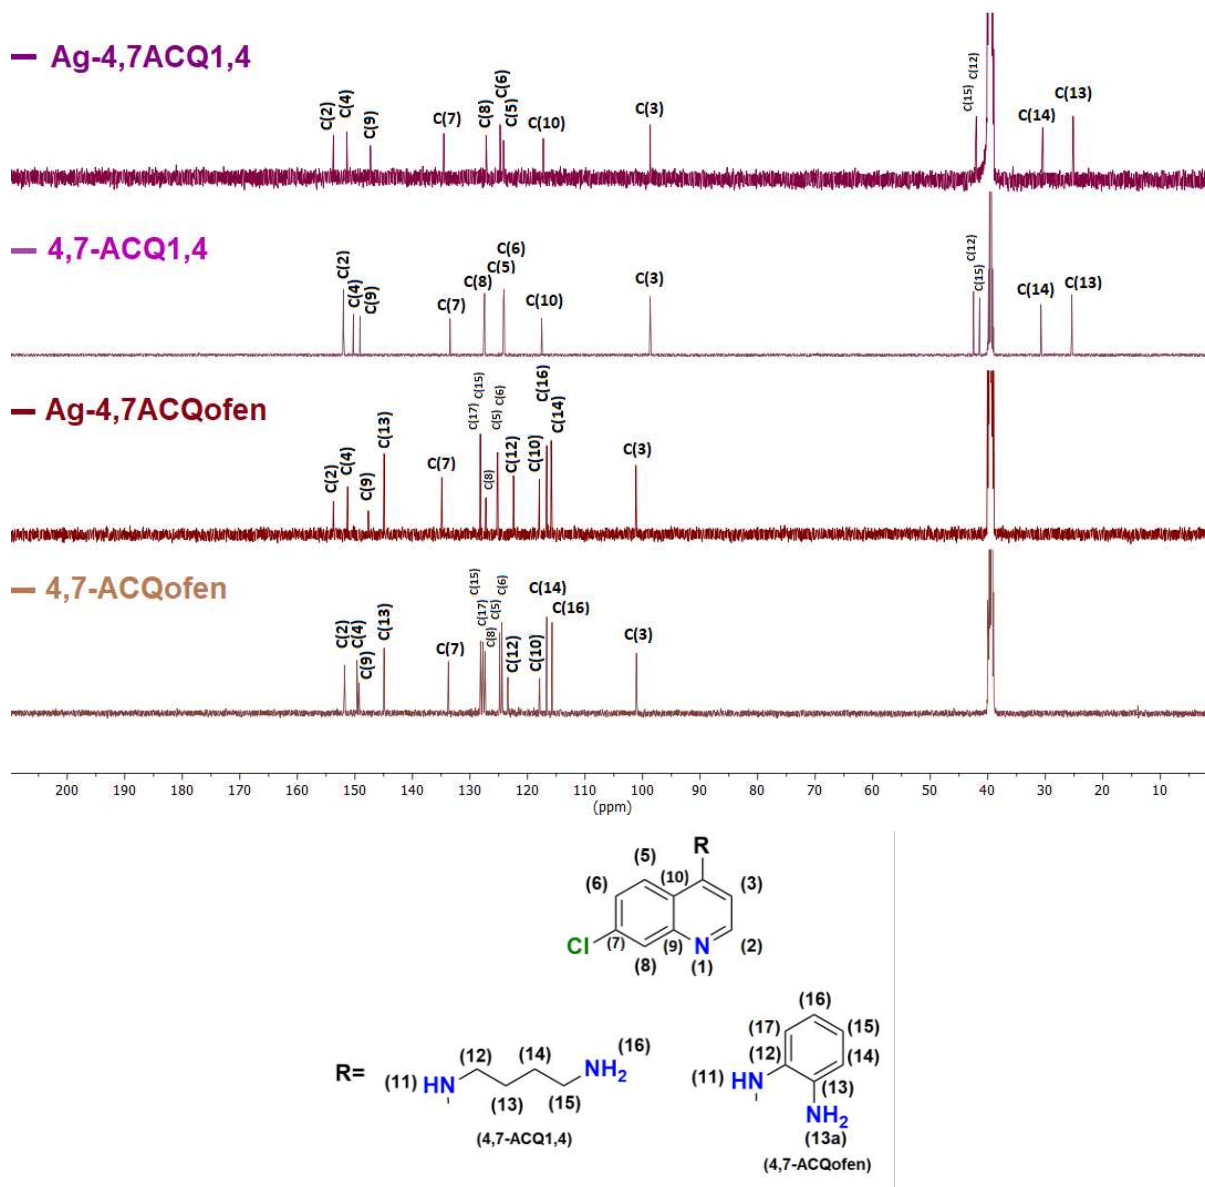 Ag-4,7ACQ1,4
C(2) C(4) C(9) C(7) C(8) C(6) C(5) C(10) C(3) C(15) C(12) C(14) C(13)
4,7-ACQ1,4
C(2) C(4) C(9) C(7) C(8) C(5) C(6) C(10) C(3) C(12) C(15) C(14) C(13)
Ag-4,7ACQofen
C(2) C(4) C(9) C(13) C(7) C(17) C(15) C(8) C(5) C(6) C(12) C(10) C(16) C(14) C(3)
4,7-ACQofen
C(2) C(4) C(9) C(13) C(7) C(15) C(17) C(8) C(5) C(6) C(12) C(10) C(14) C(16) C(3)
200 190 180 170 160 150 140 130 120 110 100 90 80 70 60 50 40 30 20 10
(ppm)
R
(5)
(10) (3)
(6)
Cl (7) (9) N (2)
(8) (1)
(16)
(12) (14) (16) (17) (15)
R= (11) HN NH2 (12) (14)
(13) (15) (11) HN (13)
(4,7-ACQ1,4) NH2
(13a)
(4,7-ACQofen)